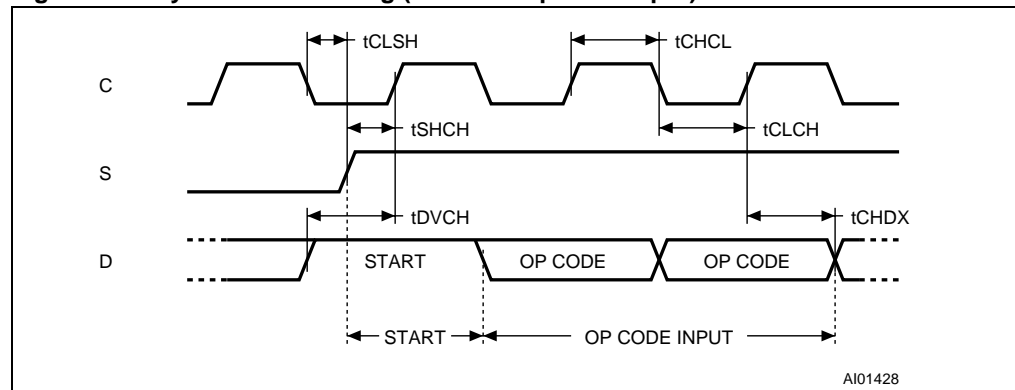 tCLSH
tCHCL
C
tSHCH
tCLCH
S
tDVCH
tCHDX
D
START
OP CODE
OP CODE
START
OP CODE INPUT
AI01428